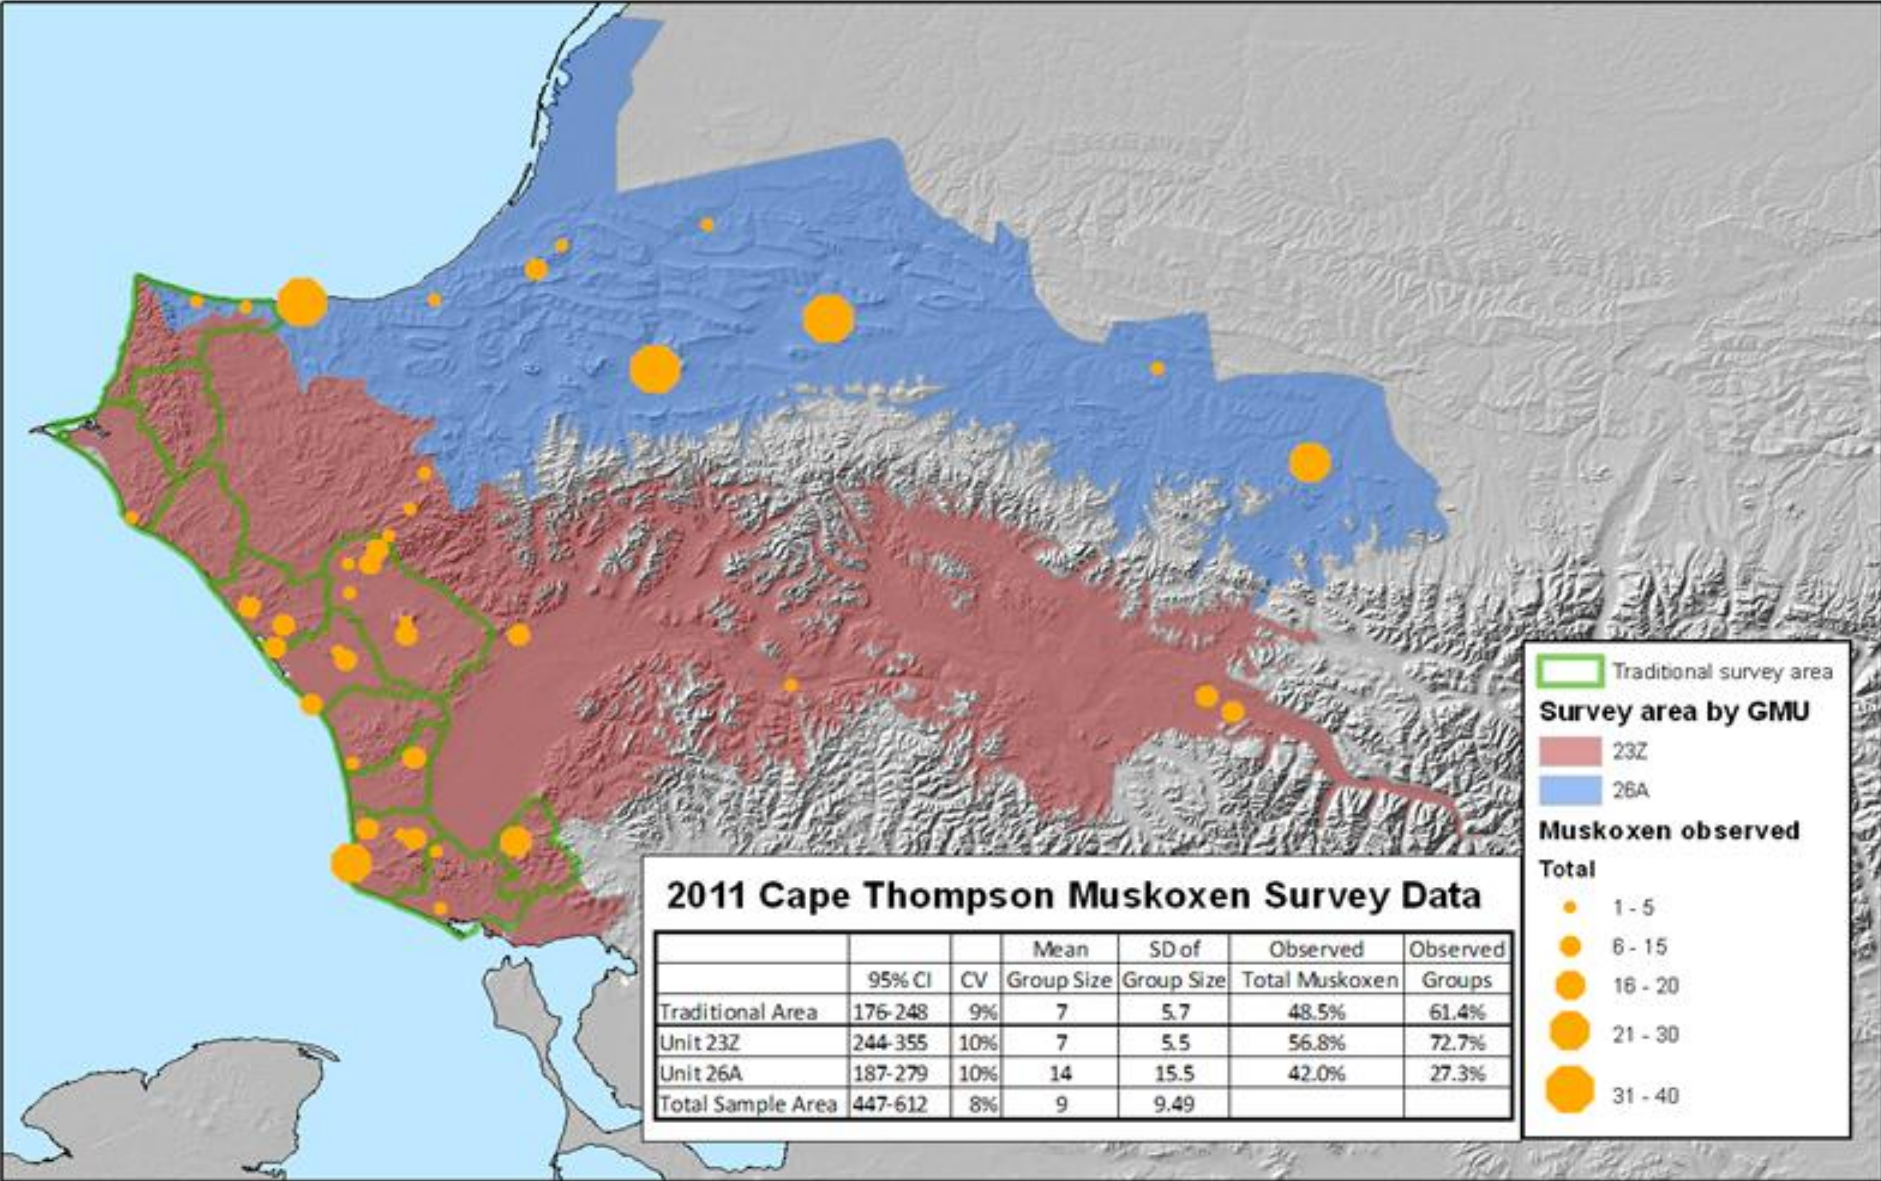 Traditional survey area
Survey area by GMU
23Z
26A
Muskoxen observed
Total
1 - 5
6 - 15
16 - 20
21 - 30
31 - 40
2011 Cape Thompson Muskoxen Survey Data
Mean SD of Observed Observed
95% CI CV Group Size Group Size Total Muskoxen Groups
Traditional Area 176-248 9% 7 5.7 48.5% 61.4%
Unit 23Z 244-355 10% 7 5.5 56.8% 72.7%
Unit 26A 187-279 10% 14 15.5 42.0% 27.3%
Total Sample Area 447-612 8% 9 9.49